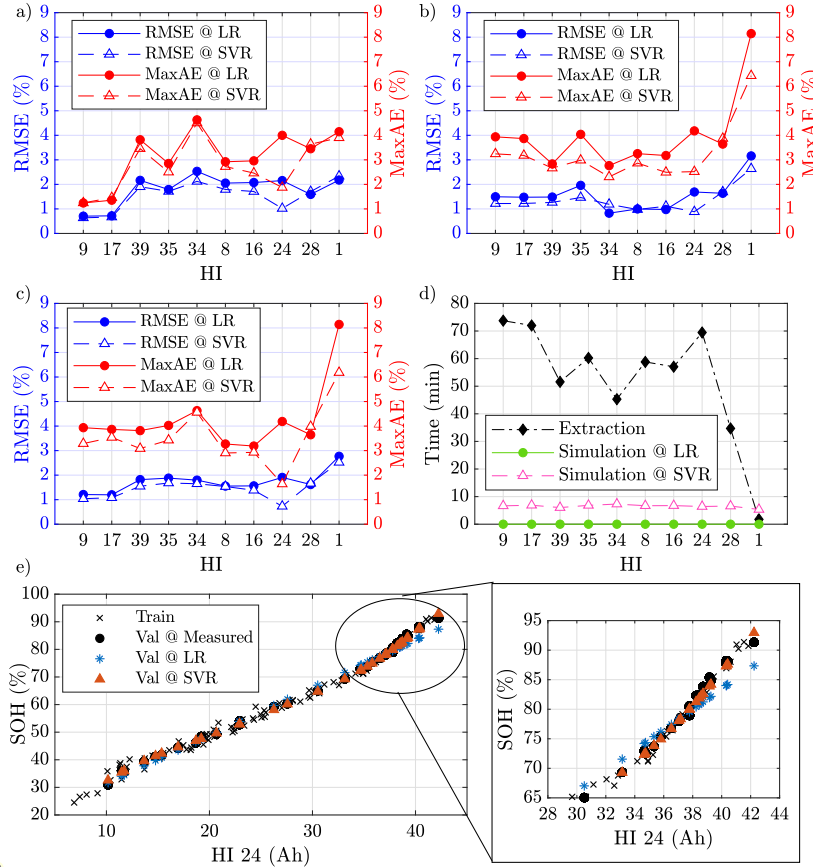 a)
RMSE @ LR
RMSE @ SVR
MaxAE @ LR
MaxAE @ SVR
9 8 7 6 5 4 3 2 1 0
RMSE (%)
9 8 7 6 5 4 3 2 1 0
MaxAE (%)
9 17 39 35 34 8 16 24 28 1
HI
b)
RMSE @ LR
RMSE @ SVR
MaxAE @ LR
MaxAE @ SVR
9 8 7 6 5 4 3 2 1 0
RMSE (%)
9 8 7 6 5 4 3 2 1 0
MaxAE (%)
9 17 39 35 34 8 16 24 28 1
HI
c)
RMSE @ LR
RMSE @ SVR
MaxAE @ LR
MaxAE @ SVR
9 8 7 6 5 4 3 2 1 0
RMSE (%)
9 8 7 6 5 4 3 2 1 0
MaxAE (%)
9 17 39 35 34 8 16 24 28 1
HI
d)
80 70 60 50 40 30 20 10 0
Time (min)
Extraction
Simulation @ LR
Simulation @ SVR
9 17 39 35 34 8 16 24 28 1
HI
e)
100 90 80 70 60 50 40 30 20
SOH (%)
Train
Val @ Measured
Val @ LR
Val @ SVR
10 20 30 40
HI 24 (Ah)
95 90 85 80 75 70 65
SOH (%)
28 30 32 34 36 38 40 42 44
HI 24 (Ah)